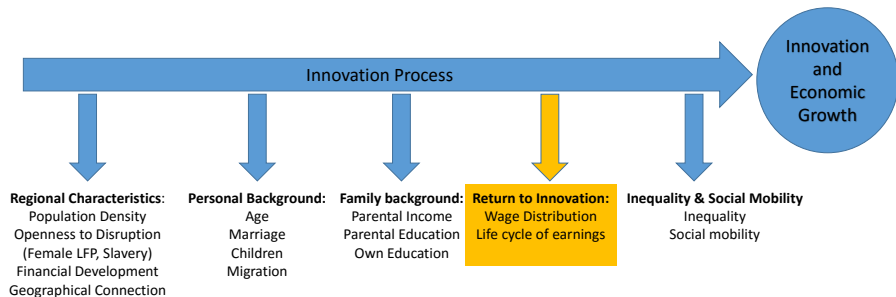 Innovation Process
Innovation
and
Economic
Growth
Regional Characteristics:
Population Density
Openness to Disruption
(Female LFP, Slavery)
Financial Development
Geographical Connection
Personal Background:
Age
Marriage
Children
Migration
Family background:
Parental Income
Parental Education
Own Education
Return to Innovation:
Wage Distribution
Life cycle of earnings
Inequality & Social Mobility
Inequality
Social mobility